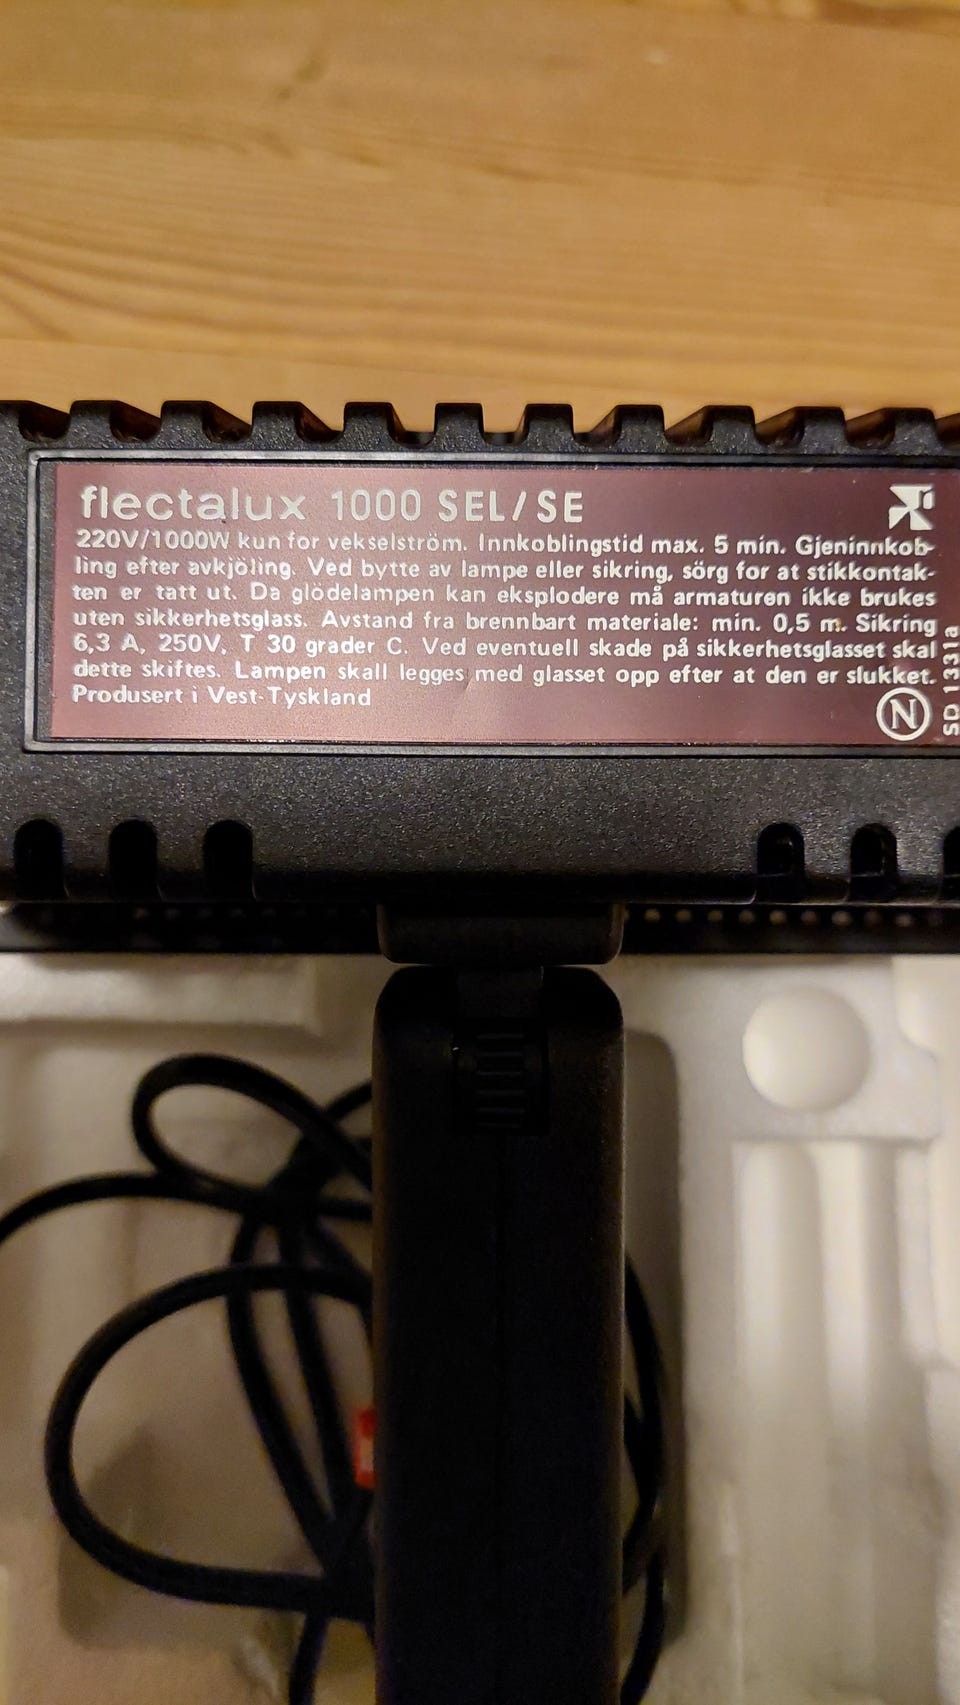 flectalux 1000 SEL/SE
220V/1000W kun for vekselström. Innkoblingstid max. 5 min. Gjeninnkob-
ling efter avkjöling. Ved bytte av lampe eller sikring, sörg for at stikkontak-
ten er tatt ut. Da glödelampen kan eksplodere må armaturen ikke brukes
uten sikkerhetsglass. Avstand fra brennbart materiale: min. 0,5 m. Sikring
6,3 A, 250V, T 30 grader C. Ved eventuell skade på sikkerhetsglasset skal
dette skiftes. Lampen skall legges med glasset opp efter at den er slukket.
Produsert i Vest-Tyskland
N
SD 1331a